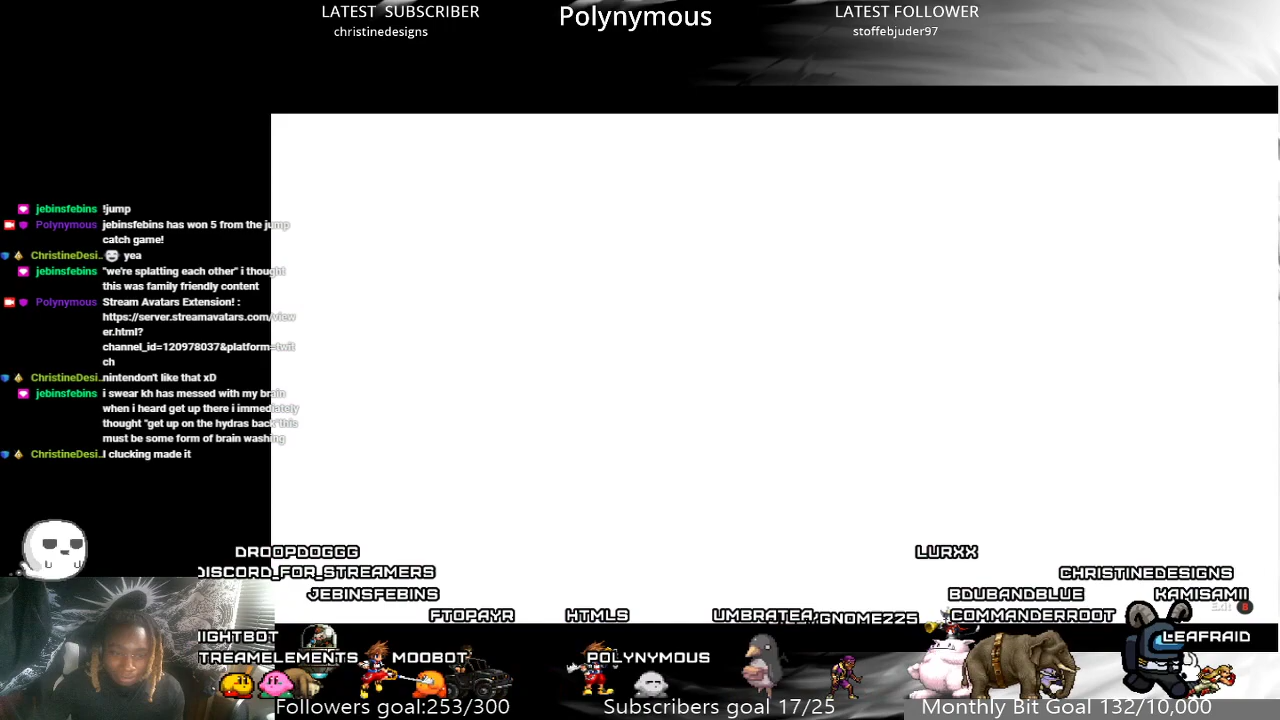 LATEST SUBSCRIBER
christinedesigns
Polynymous
LATEST FOLLOWER
stoffebjuder97
jebinsfebins !jump
Polynymous jebinsfebins has won 5 from the jump
catch game!
ChristineDesi.. yea
jebinsfebins "we're splatting each other" i thought
this was family friendly content
Polynymous Stream Avatars Extension! :
https://server.streamavatars.com/view
er.html?
channel_id=120978037&platform=twit
ch
ChristineDesi.. nintendon't like that xD
jebinsfebins i swear kh has messed with my brain
when i heard get up there i immediately
thought "get up on the hydras back"this
must be some form of brain washing
ChristineDesi.. I clucking made it
DROOPDOGGG
LURXX
DISCORD_FOR_STREAMERS
CHRISTINEDESIGNS
JEBINSFEBINS
BDUBANDBLUE
KAMISAMII
FTOPAYR
HTMLS
UMBRATEA
GNOME225
COMMANDERROOT
Exit B
NIGHTBOT
LEAFRAID
STREAMELEMENTS
MOOBOT
POLYNYMOUS
Followers goal:253/300
Subscribers goal 17/25
Monthly Bit Goal 132/10,000